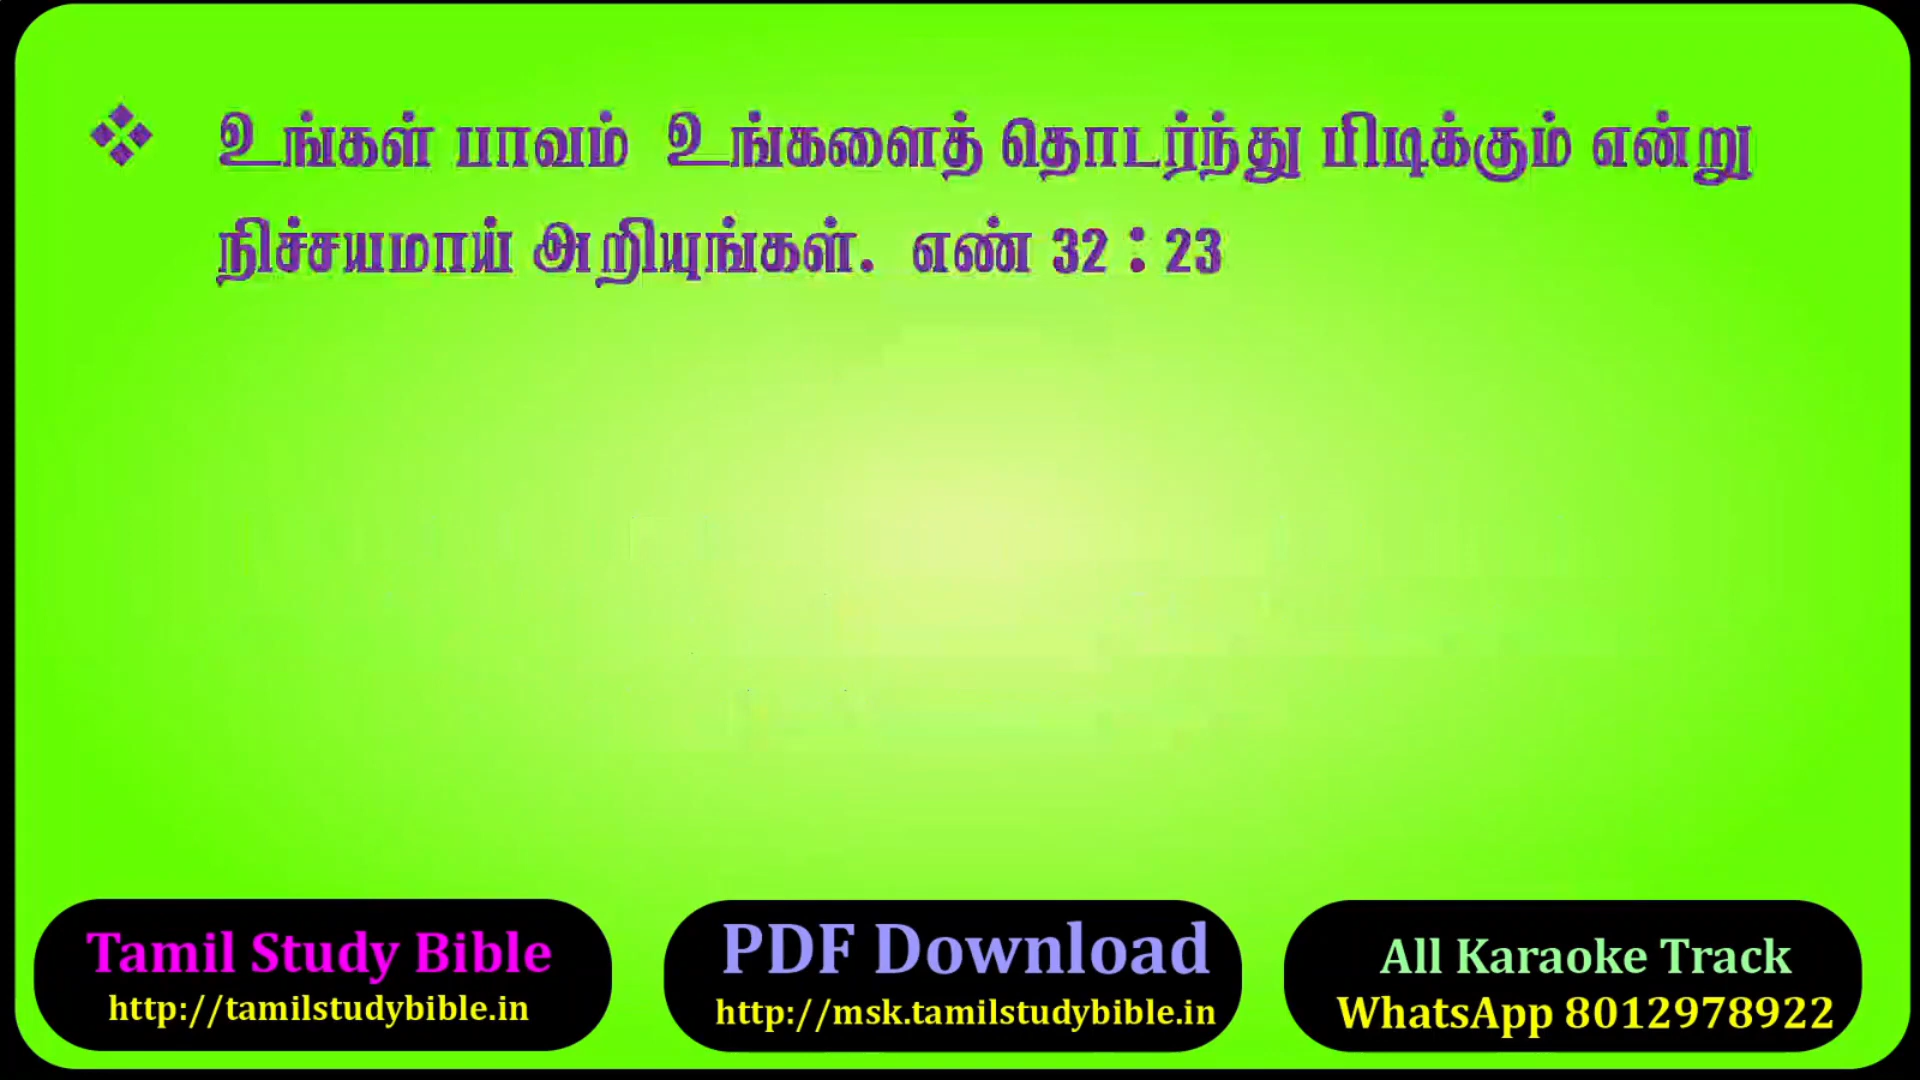 ❖ உங்கள் பாவம் உங்களைத் தொடர்ந்து பிடிக்கும் என்று
நிச்சயமாய் அறியுங்கள். எண் 32 : 23
Tamil Study Bible
http://tamilstudybible.in
PDF Download
http://msk.tamilstudybible.in
All Karaoke Track
WhatsApp 8012978922